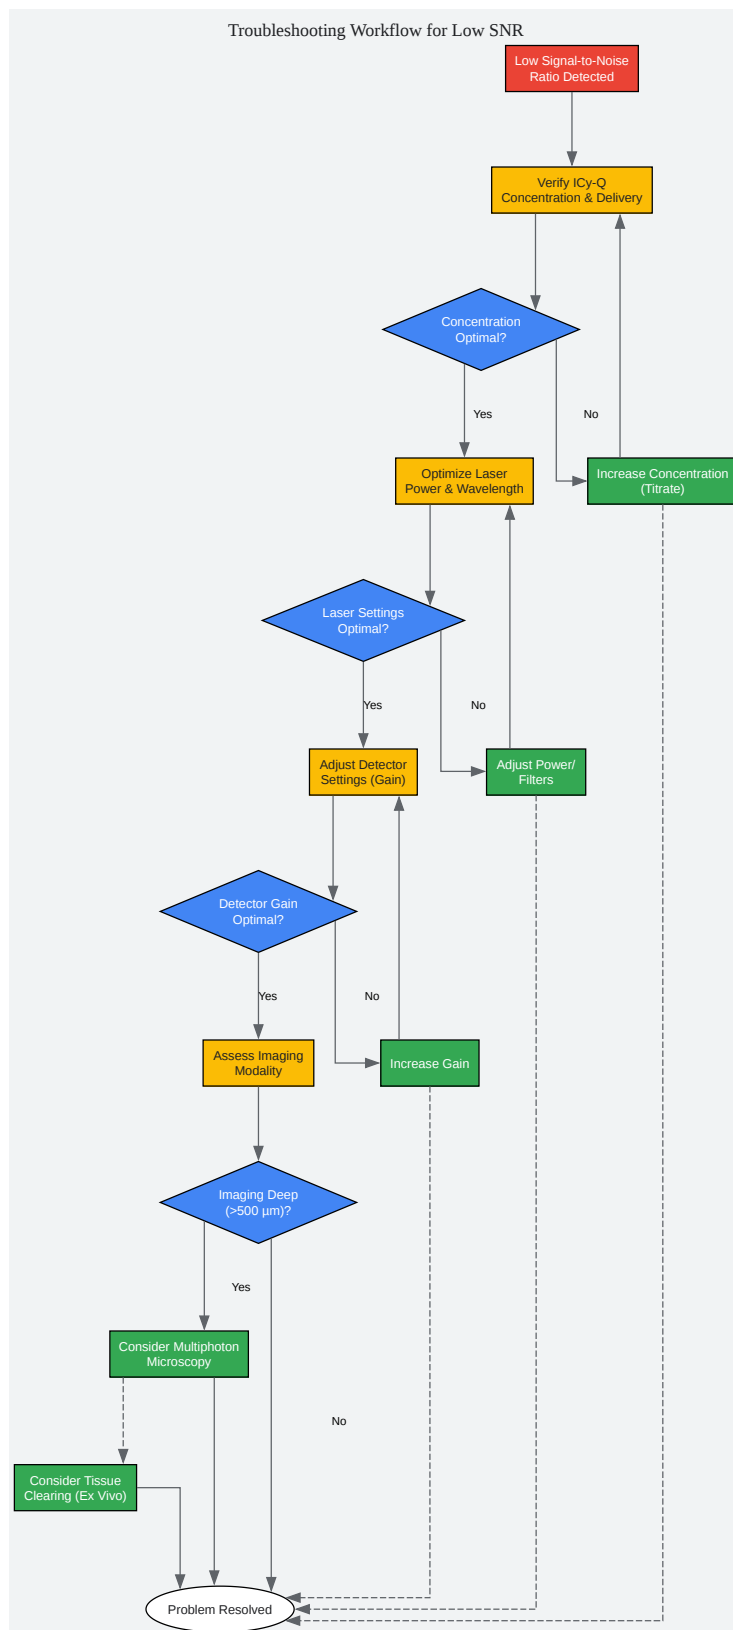 Troubleshooting Workflow for Low SNR
Low Signal-to-Noise
Ratio Detected
Verify ICy-Q
Concentration & Delivery
Concentration
Optimal?
Yes
No
Optimize Laser
Power & Wavelength
Increase Concentration
(Titrate)
Laser Settings
Optimal?
Yes
No
Adjust Detector
Settings (Gain)
Adjust Power/
Filters
Detector Gain
Optimal?
Yes
No
Assess Imaging
Modality
Increase Gain
Imaging Deep
(>500 µm)?
Yes
Consider Multiphoton
Microscopy
No
Consider Tissue
Clearing (Ex Vivo)
Problem Resolved